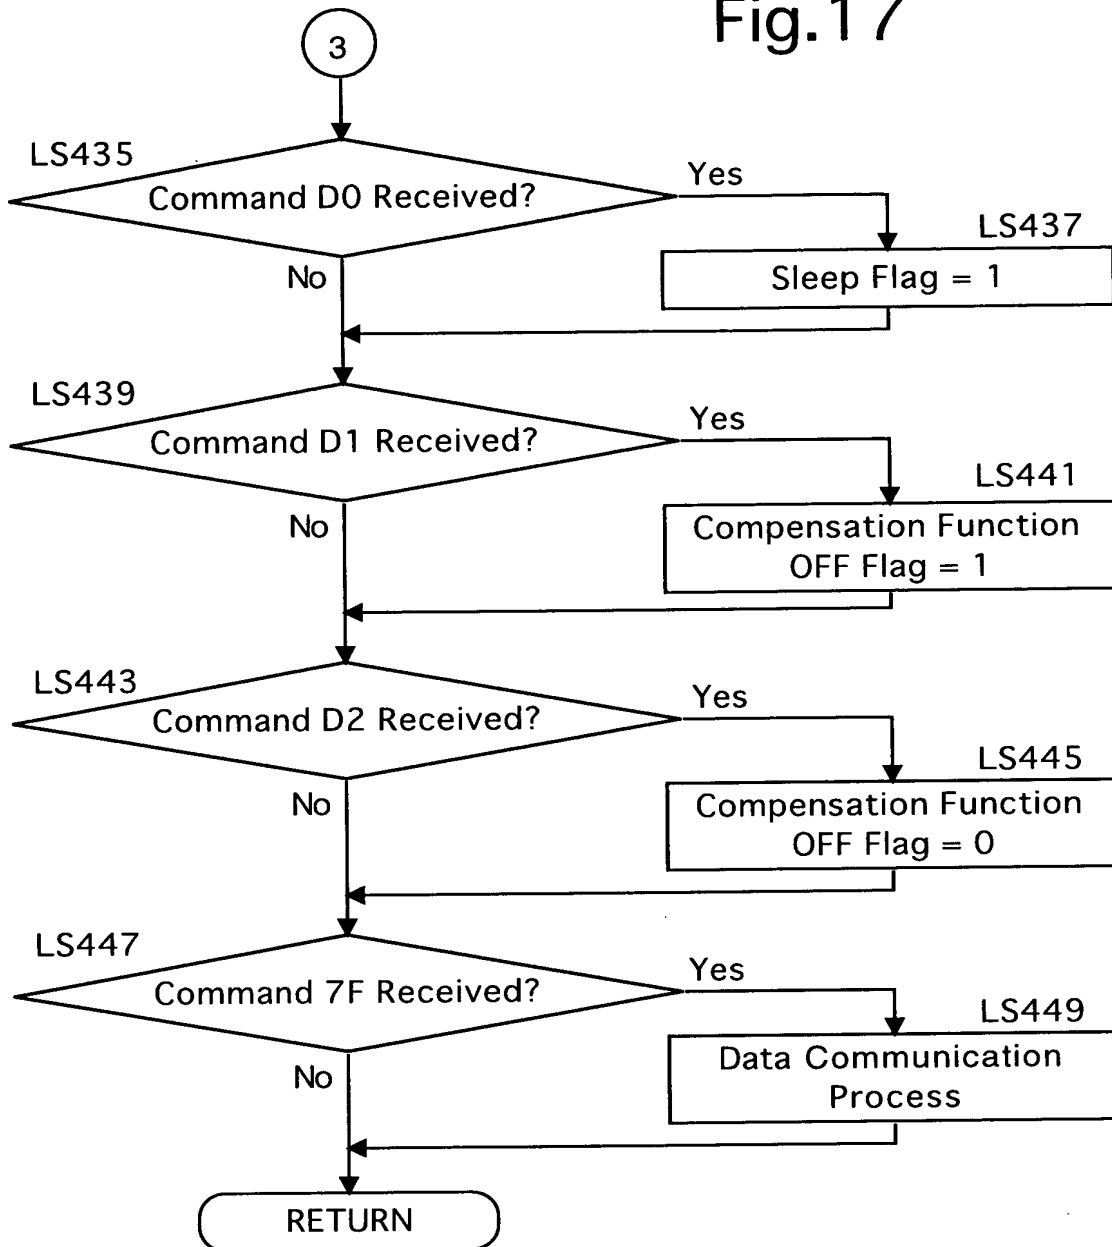 Fig.17
3
LS435
Command D0 Received?
Yes
LS437
Sleep Flag = 1
No
LS439
Command D1 Received?
Yes
LS441
Compensation Function
OFF Flag = 1
No
LS443
Command D2 Received?
Yes
LS445
Compensation Function
OFF Flag = 0
No
LS447
Command 7F Received?
Yes
LS449
Data Communication
Process
No
RETURN